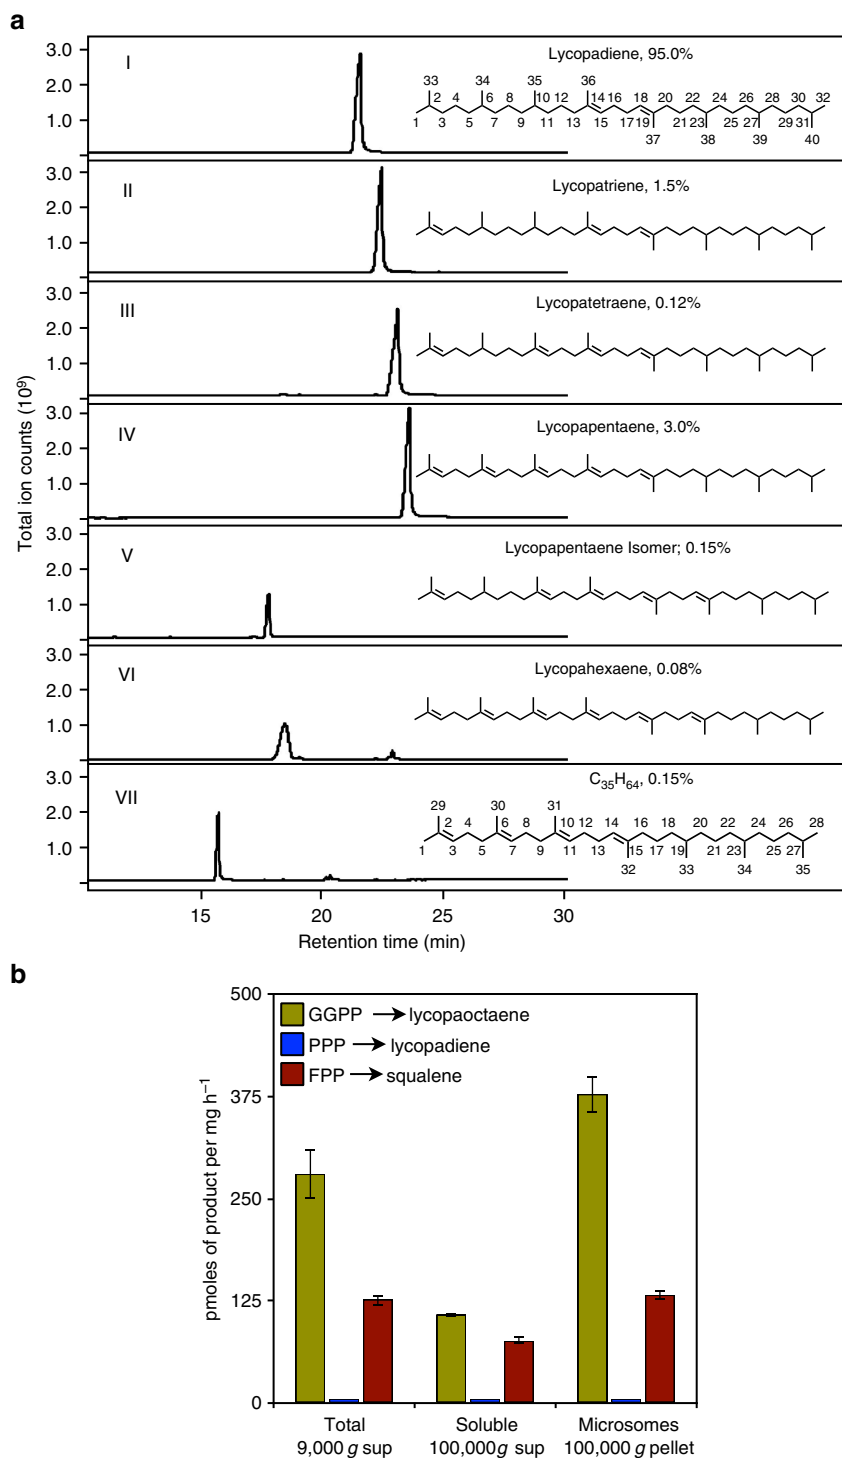 a
Total ion counts (10⁹)
I
Lycopadiene, 95.0%
3.0
2.0
1.0
33 34 35 36
2 4 6 8 10 12 14 16 18 20 22 24 26 28 30 32
1 3 5 7 9 11 13 15 17 19 21 23 25 27 29 31
37 38 39 40
II
Lycopatriene, 1.5%
3.0
2.0
1.0
III
Lycopatetraene, 0.12%
3.0
2.0
1.0
IV
Lycopapentaene, 3.0%
3.0
2.0
1.0
V
Lycopapentaene Isomer; 0.15%
3.0
2.0
1.0
VI
Lycopahexaene, 0.08%
3.0
2.0
1.0
VII
C₃₅H₆₄, 0.15%
3.0
2.0
1.0
29 30 31
2 4 6 8 10 12 14 16 18 20 22 24 26 28
1 3 5 7 9 11 13 15 17 19 21 23 25 27
32 33 34 35
15 20 25 30
Retention time (min)
b
pmoles of product per mg h⁻¹
500
375
250
125
0
GGPP → lycopaoctaene
PPP → lycopadiene
FPP → squalene
Total Soluble Microsomes
9,000 g sup 100,000 g sup 100,000 g pellet